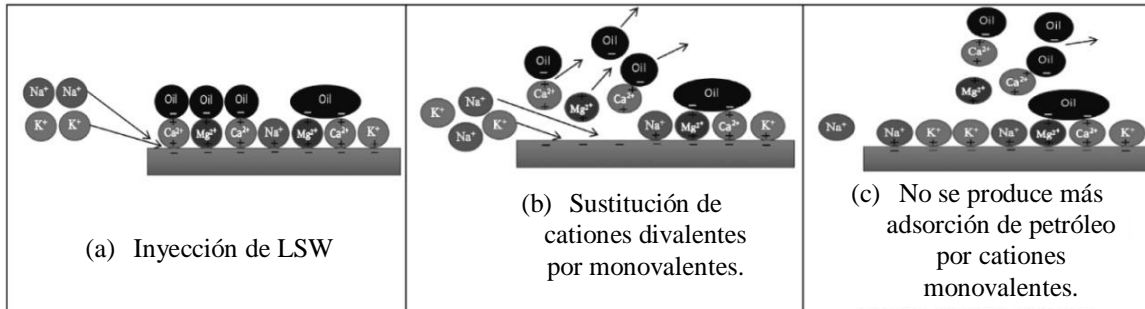 Oil Oil Oil Oil
Na⁺ Na⁺
K⁺ K⁺
Ca²⁺ Mg²⁺ Ca²⁺ Na⁺ Mg²⁺ Ca²⁺ K⁺
(a) Inyección de LSW
Oil
Oil Oil
Ca²⁺ Mg²⁺ Ca²⁺
Oil
K⁺ Na⁺ K⁺
Na⁺
Na⁺ Mg²⁺ Ca²⁺ K⁺
(b) Sustitución de
cationes divalentes
por monovalentes.
Oil Oil
Ca²⁺ Oil
Mg²⁺ Ca²⁺
Oil
Na⁺
Na⁺ K⁺ K⁺ Na⁺ Mg²⁺ Ca²⁺ K⁺
(c) No se produce más
adsorción de petróleo
por cationes
monovalentes.